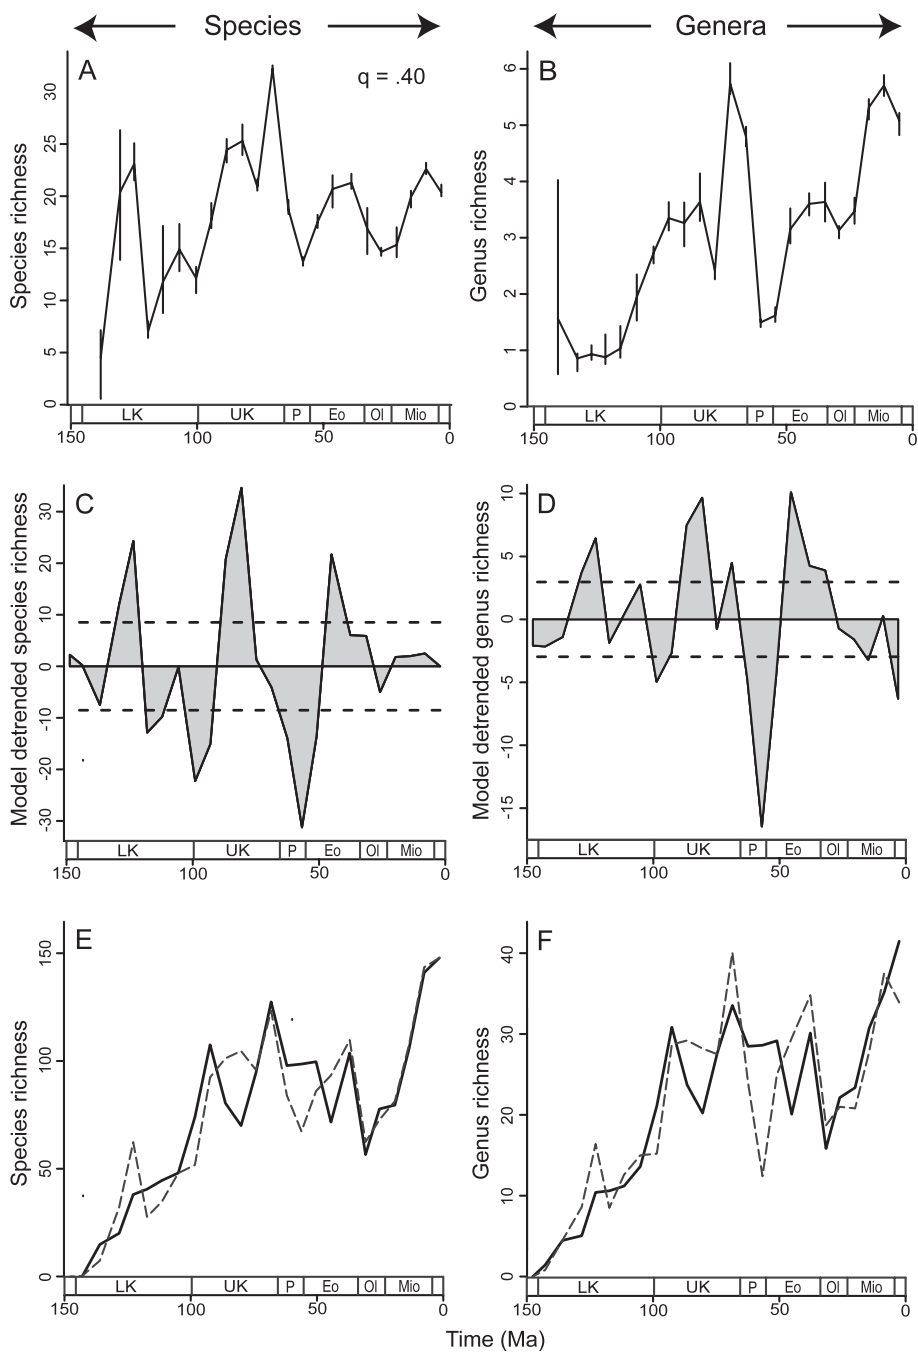 Species
Genera
A
q = .40
Species richness
0 5 10 15 20 25 30
LK UK P Eo Ol Mio
150 100 50 0
B
Genus richness
0 1 2 3 4 5 6
LK UK P Eo Ol Mio
150 100 50 0
C
Model detrended species richness
-30 -20 -10 0 10 20 30
LK UK P Eo Ol Mio
150 100 50 0
D
Model detrended genus richness
-15 -10 -5 0 5 10
LK UK P Eo Ol Mio
150 100 50 0
E
Species richness
0 50 100 150
LK UK P Eo Ol Mio
150 100 50 0
F
Genus richness
0 10 20 30 40
LK UK P Eo Ol Mio
150 100 50 0
Time (Ma)